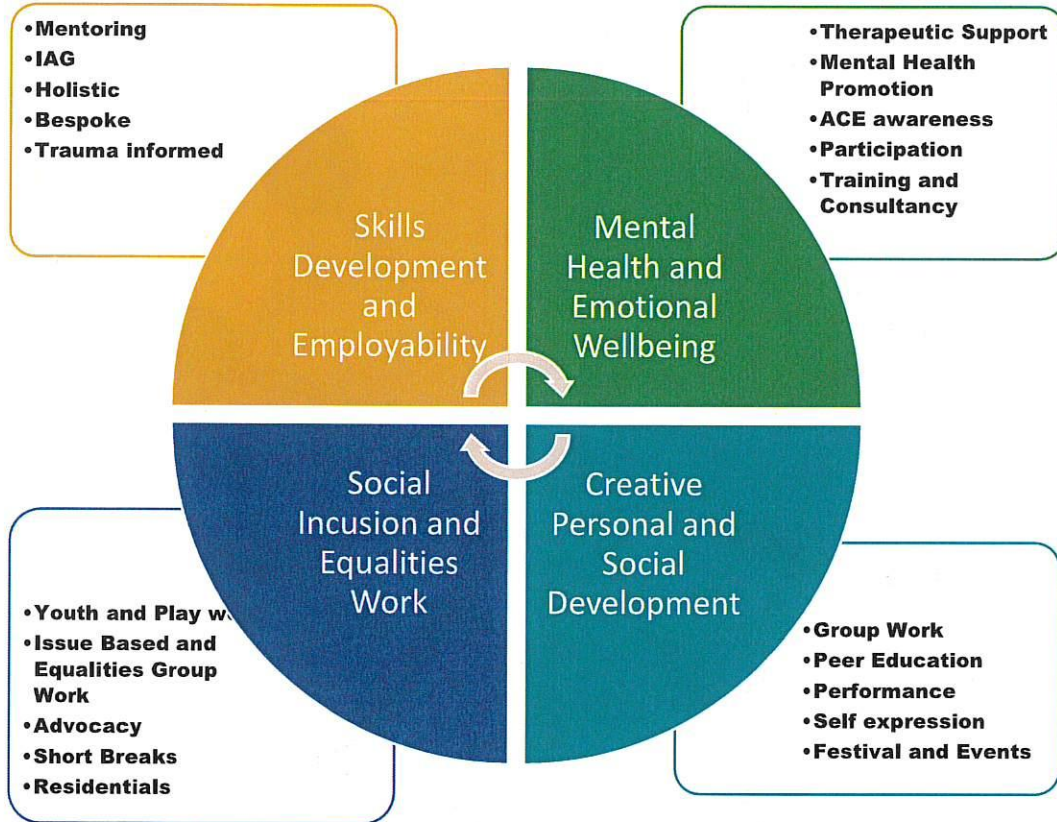 •Mentoring
•IAG
•Holistic
•Bespoke
•Trauma informed
Skills
Development
and
Employability
•Therapeutic Support
•Mental Health
Promotion
•ACE awareness
•Participation
•Training and
Consultancy
Mental
Health and
Emotional
Wellbeing
•Youth and Play
•Issue Based and
Equalities Group
Work
•Advocacy
•Short Breaks
•Residentials
Social
Incusion and
Equalities
Work
Creative
Personal and
Social
Development
•Group Work
•Peer Education
•Performance
•Self expression
•Festival and Events